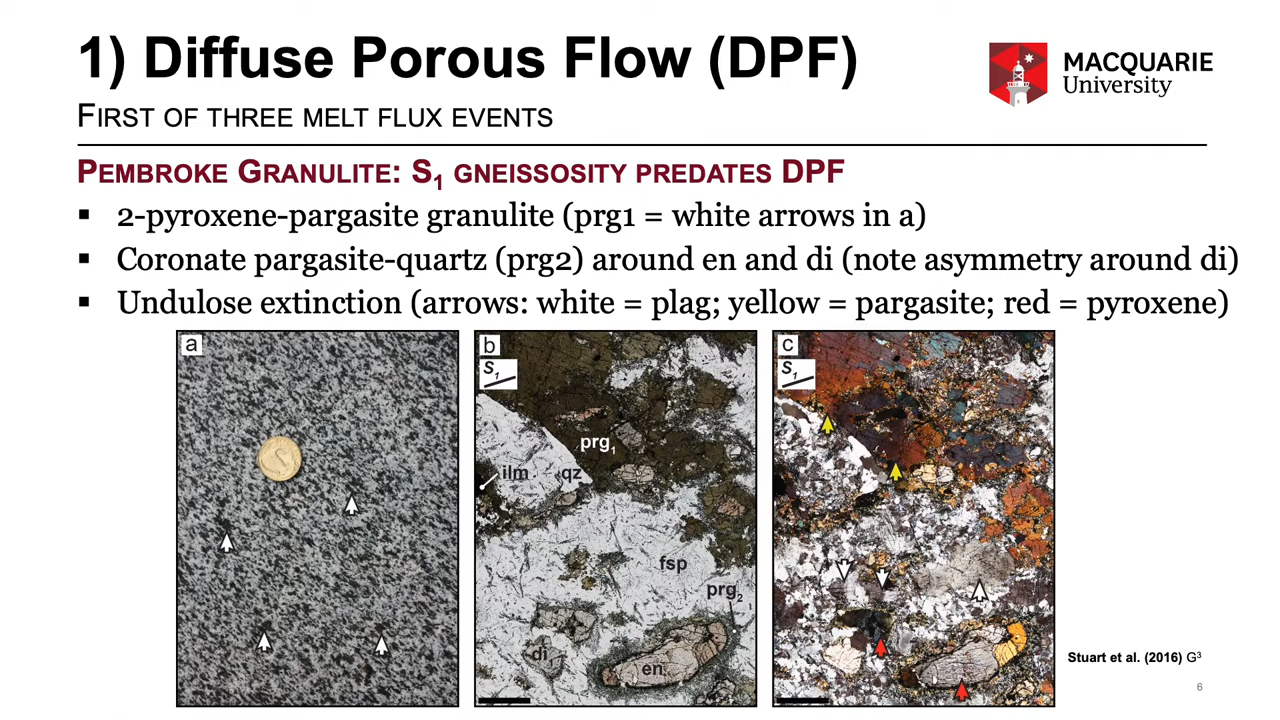 1) Diffuse Porous Flow (DPF)
MACQUARIE
University
FIRST OF THREE MELT FLUX EVENTS
PEMBROKE GRANULITE: S1 GNEISSOSITY PREDATES DPF
▪ 2-pyroxene-pargasite granulite (prg1 = white arrows in a)
▪ Coronate pargasite-quartz (prg2) around en and di (note asymmetry around di)
▪ Undulose extinction (arrows: white = plag; yellow = pargasite; red = pyroxene)
a
b
S1
prg1
ilm
qz
fsp
prg2
di
en
c
S1
Stuart et al. (2016) G3
6